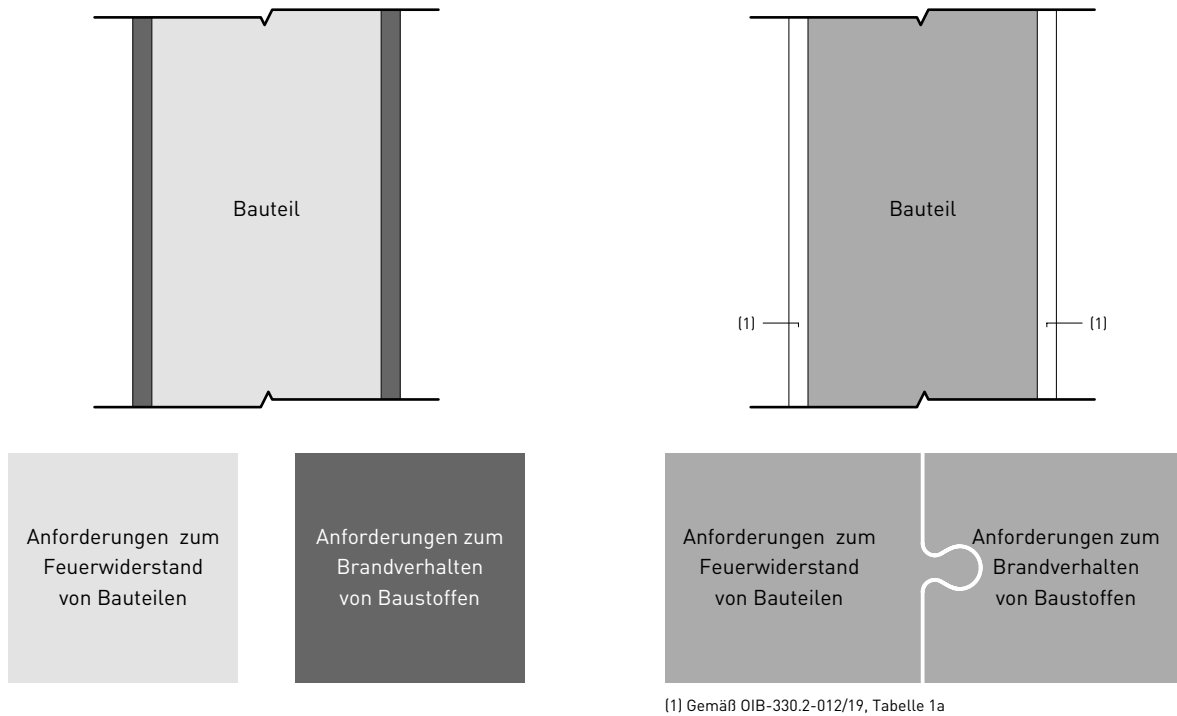 Bauteil
Bauteil
(1)
(1)
Anforderungen zum
Feuerwiderstand
von Bauteilen
Anforderungen zum
Brandverhalten
von Baustoffen
Anforderungen zum
Feuerwiderstand
von Bauteilen
Anforderungen zum
Brandverhalten
von Baustoffen
(1) Gemäß OIB-330.2-012/19, Tabelle 1a